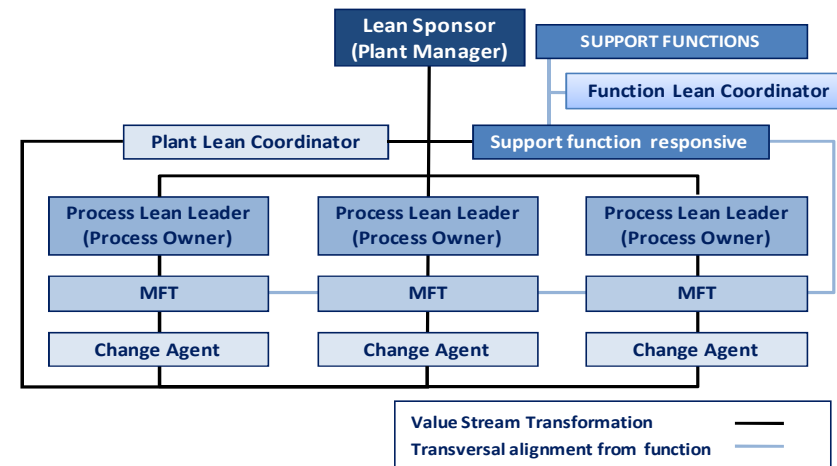 Lean Sponsor
(Plant Manager)
SUPPORT FUNCTIONS
Function Lean Coordinator
Plant Lean Coordinator
Support function responsive
Process Lean Leader
(Process Owner)
Process Lean Leader
(Process Owner)
Process Lean Leader
(Process Owner)
MFT
MFT
MFT
Change Agent
Change Agent
Change Agent
Value Stream Transformation
Transversal alignment from function